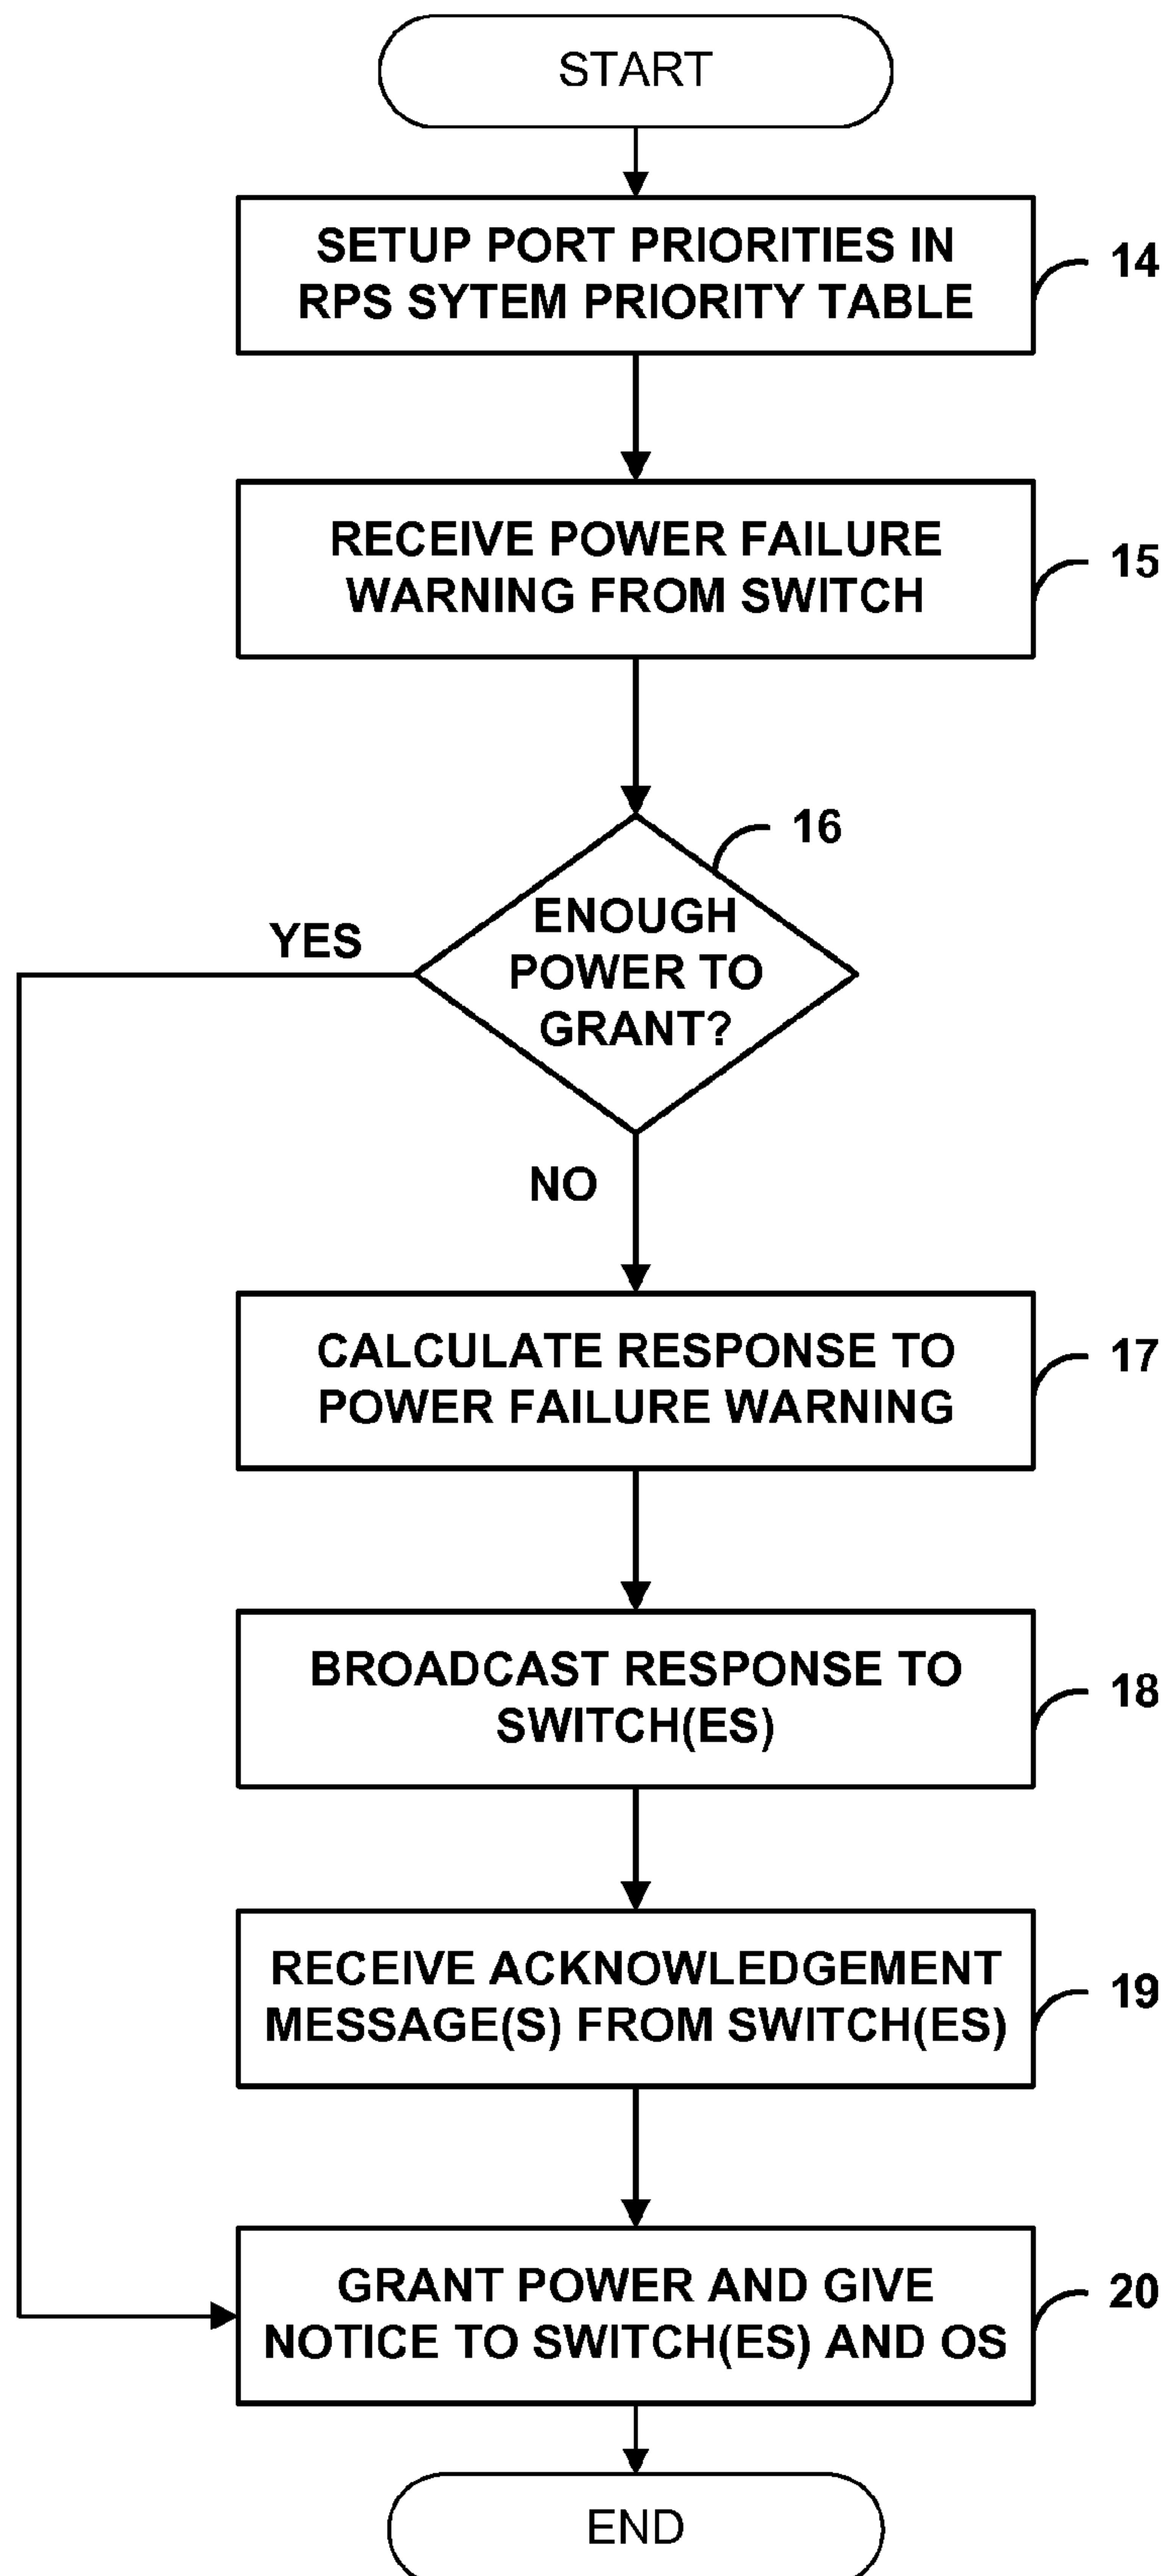 START
SETUP PORT PRIORITIES IN
RPS SYTEM PRIORITY TABLE
14
RECEIVE POWER FAILURE
WARNING FROM SWITCH
15
16
ENOUGH
POWER TO
GRANT?
YES
NO
CALCULATE RESPONSE TO
POWER FAILURE WARNING
17
BROADCAST RESPONSE TO
SWITCH(ES)
18
RECEIVE ACKNOWLEDGEMENT
MESSAGE(S) FROM SWITCH(ES)
19
GRANT POWER AND GIVE
NOTICE TO SWITCH(ES) AND OS
20
END